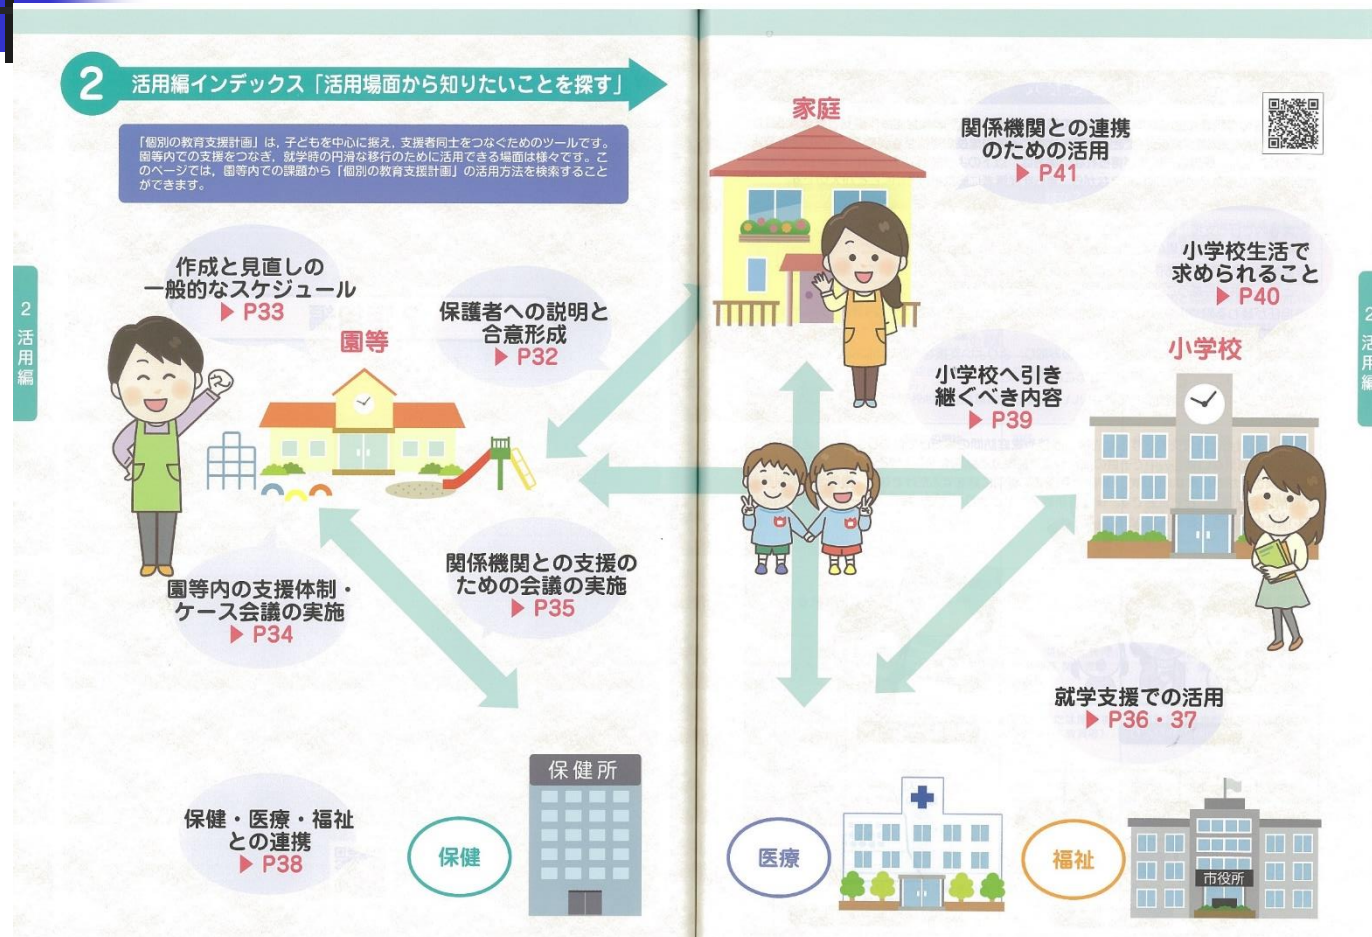 2
活用編インデックス「活用場面から知りたいことを探す」
「個別の教育支援計画」は，子どもを中心に据え，支援者同士をつなぐためのツールです。
園等内での支援をつなぎ，就学時の円滑な移行のために活用できる場面は様々です。こ
のページでは，園等内での課題から「個別の教育支援計画」の活用方法を検索すること
ができます。
2
活用編
作成と見直しの
一般的なスケジュール
▶ P33
園等
保護者への説明と
合意形成
▶ P32
園等内の支援体制・
ケース会議の実施
▶ P34
関係機関との支援の
ための会議の実施
▶ P35
保健・医療・福祉
との連携
▶ P38
保健
保健所
家庭
関係機関との連携
のための活用
▶ P41
小学校生活で
求められること
▶ P40
小学校
小学校へ引き
継ぐべき内容
▶ P39
就学支援での活用
▶ P36・37
医療
福祉
市役所
2
活用編